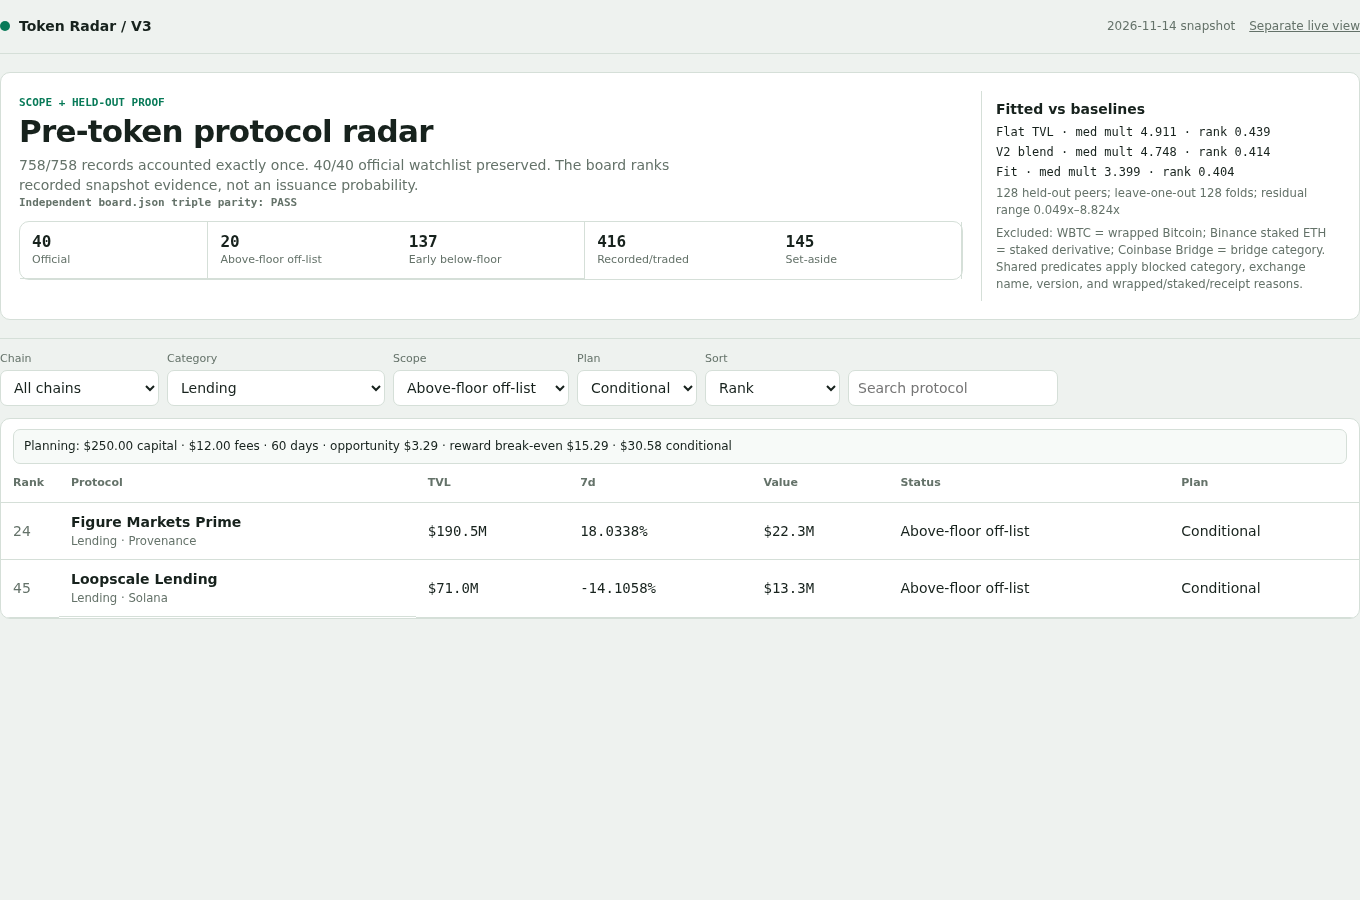 Token Radar / V3
2026-11-14 snapshot Separate live view
SCOPE + HELD-OUT PROOF
Pre-token protocol radar
758/758 records accounted exactly once. 40/40 official watchlist preserved. The board ranks
recorded snapshot evidence, not an issuance probability.
Independent board.json triple parity: PASS
40 20 137 416 145
Official Above-floor off-list Early below-floor Recorded/traded Set-aside
Fitted vs baselines
Flat TVL · med mult 4.911 · rank 0.439
V2 blend · med mult 4.748 · rank 0.414
Fit · med mult 3.399 · rank 0.404
128 held-out peers; leave-one-out 128 folds; residual
range 0.049x–8.824x
Excluded: WBTC = wrapped Bitcoin; Binance staked ETH
= staked derivative; Coinbase Bridge = bridge category.
Shared predicates apply blocked category, exchange
name, version, and wrapped/staked/receipt reasons.
Chain Category Scope Plan Sort
All chains Lending Above-floor off-list Conditional Rank Search protocol
Planning: $250.00 capital · $12.00 fees · 60 days · opportunity $3.29 · reward break-even $15.29 · $30.58 conditional
Rank Protocol TVL 7d Value Status Plan
24 Figure Markets Prime $190.5M 18.0338% $22.3M Above-floor off-list Conditional
Lending · Provenance
45 Loopscale Lending $71.0M -14.1058% $13.3M Above-floor off-list Conditional
Lending · Solana